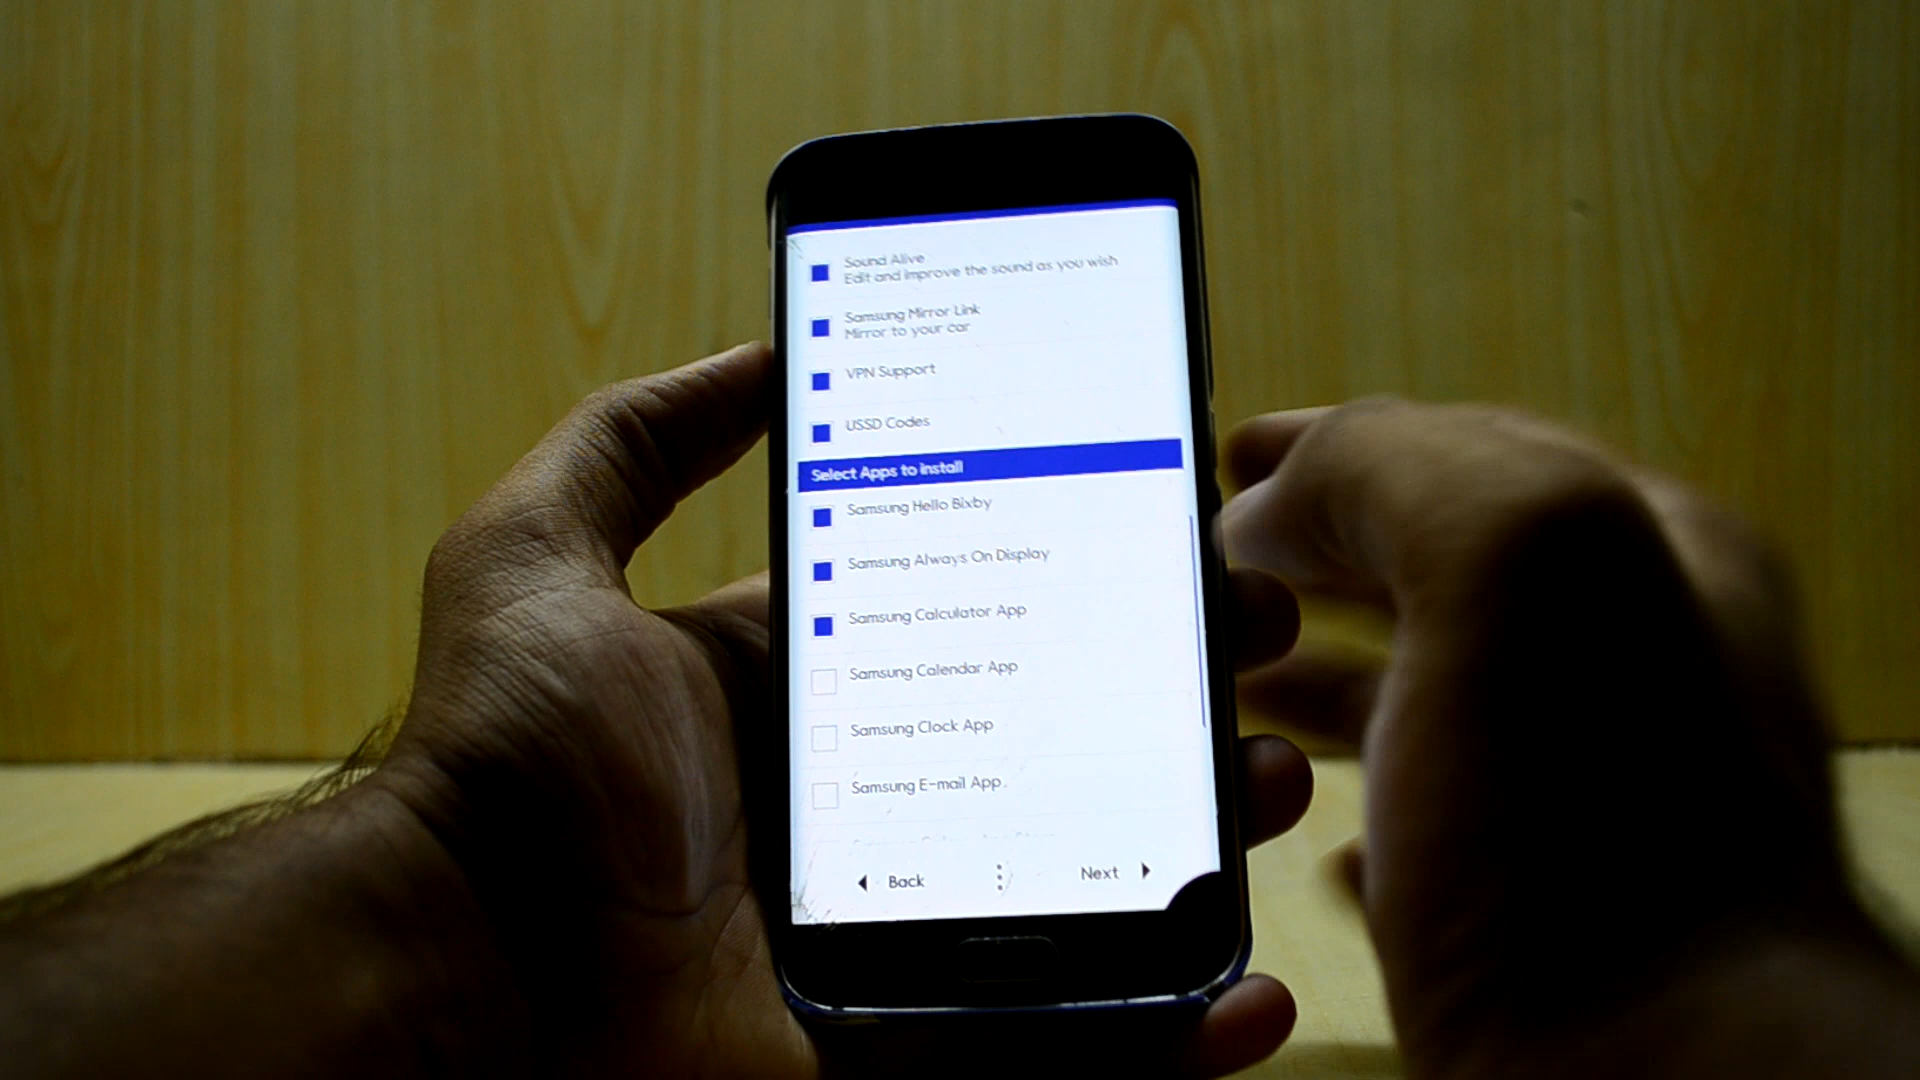 Sound Alive
Edit and improve the sound as you wish
Samsung Mirror Link
Mirror to your car
VPN Support
USSD Codes
Select Apps to install
Samsung Hello Bixby
Samsung Always On Display
Samsung Calculator App
Samsung Calendar App
Samsung Clock App
Samsung E-mail App.
Back
Next